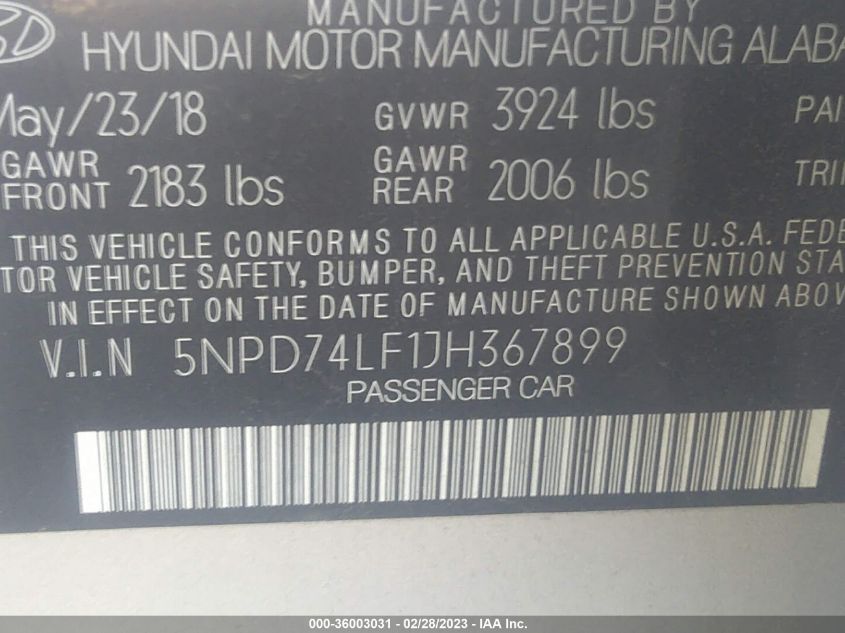 MANUFACTURED BY
HYUNDAI MOTOR MANUFACTURING ALABA
May/23/18 GVWR 3924 lbs PAI
GAWR FRONT 2183 lbs GAWR REAR 2006 lbs TRI
THIS VEHICLE CONFORMS TO ALL APPLICABLE U.S.A. FEDE
TOR VEHICLE SAFETY, BUMPER, AND THEFT PREVENTION STA
IN EFFECT ON THE DATE OF MANUFACTURE SHOWN ABOV
V.I.N 5NPD74LF1JH367899
PASSENGER CAR
000-36003031 - 02/28/2023 - IAA Inc.